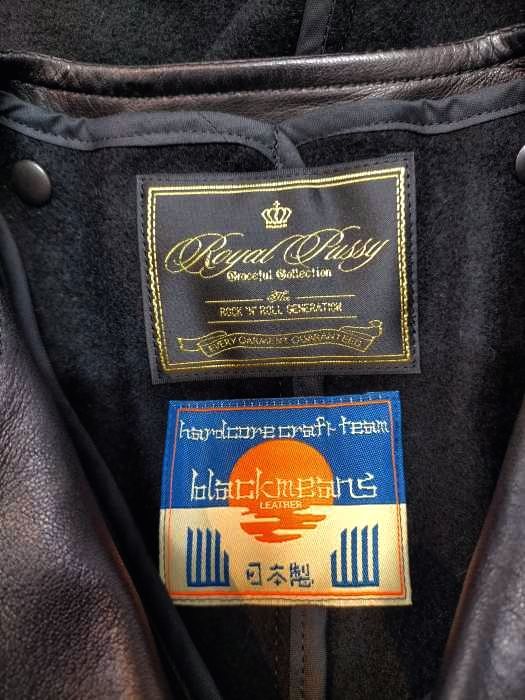 Royal Pussy
Graceful Collection
The
ROCK 'N' ROLL GENERATION
EVERY GARMENT GUARANTEED
hardcore craft team
blackmeans
LEATHER
日本製